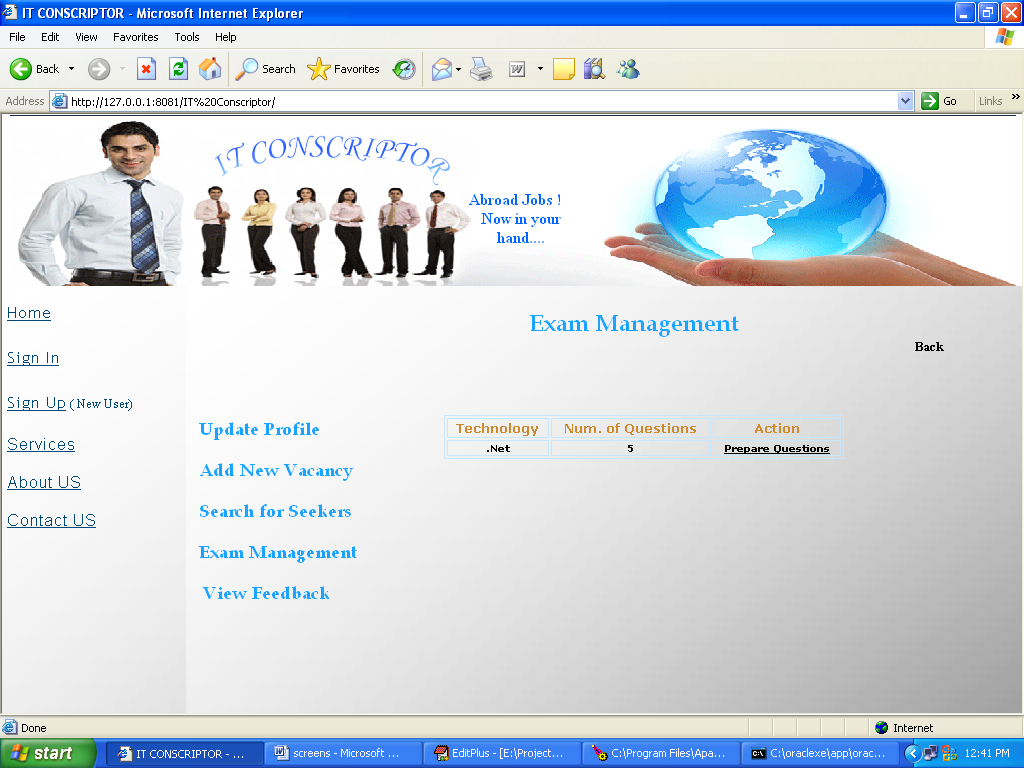 IT CONSCRIPTOR - Microsoft Internet Explorer
File Edit View Favorites Tools Help
Back Search Favorites
Address http://127.0.0.1:8081/IT%20Conscriptor/ Go Links »
IT CONSCRIPTOR
Abroad Jobs !
Now in your
hand....
Home
Sign In
Sign Up ( New User)
Services
About US
Contact US
Exam Management
Back
Update Profile
Add New Vacancy
Search for Seekers
Exam Management
View Feedback
Technology Num. of Questions Action
.Net 5 Prepare Questions
Done Internet
start IT CONSCRIPTOR - ... screens - Microsoft ... EditPlus - [E:\Project... C:\Program Files\Apa... C:\oraclexe\app\orac... 12:41 PM